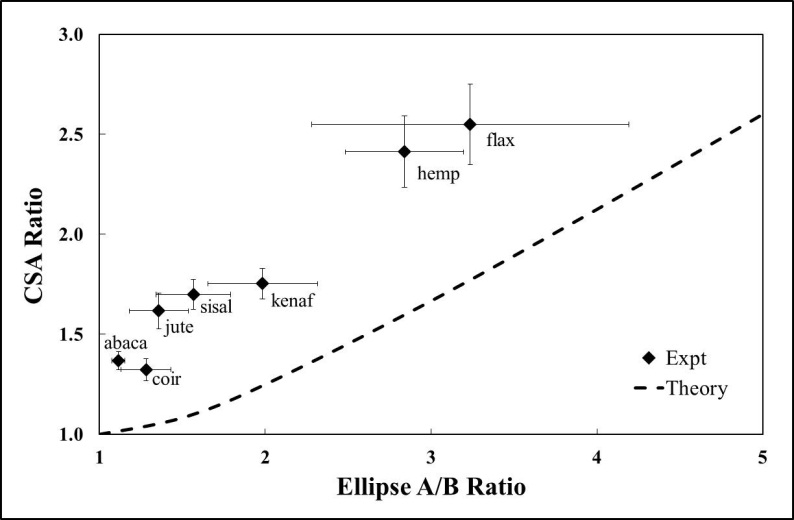 3.0
2.5
2.0
1.5
1.0
CSA Ratio
flax
hemp
sisal
kenaf
jute
abaca
coir
Expt
Theory
1 2 3 4 5
Ellipse A/B Ratio